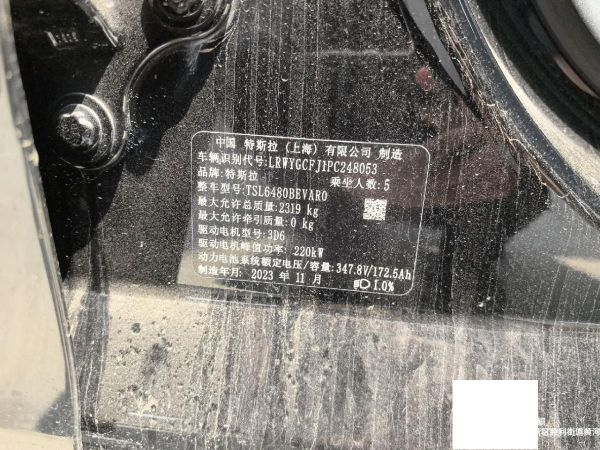 中国 特斯拉（上海）有限公司 制造
车辆识别代号:LRWYGCFJ1PC248053
品牌:特斯拉 乘坐人数:5
整车型号:TSL6480BEVAR0
最大允许总质量:2319 kg
最大允许牵引质量:0 kg
驱动电机型号:3D6
驱动电机峰值功率: 220kW
动力电池系统额定电压/容量:347.8V/172.5Ah
制造年月: 2023 年 11 月 1.0%
街道黄河